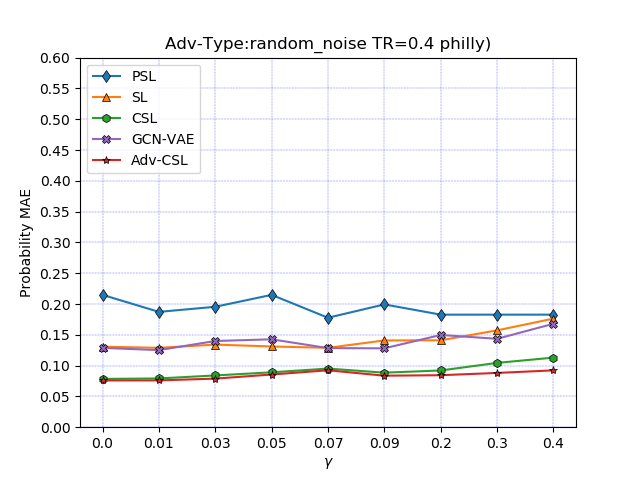 Adv-Type:random_noise TR=0.4 philly)
PSL
SL
CSL
GCN-VAE
Adv-CSL
Probability MAE
0.60
0.55
0.50
0.45
0.40
0.35
0.30
0.25
0.20
0.15
0.10
0.05
0.00
0.0 0.01 0.03 0.05 0.07 0.09 0.2 0.3 0.4
γ